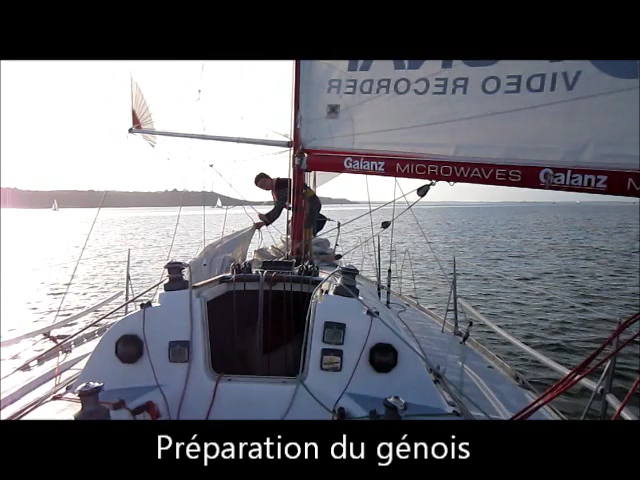 VIDEO RECORDER
Galanz MICROWAVES Galanz M
Préparation du génois